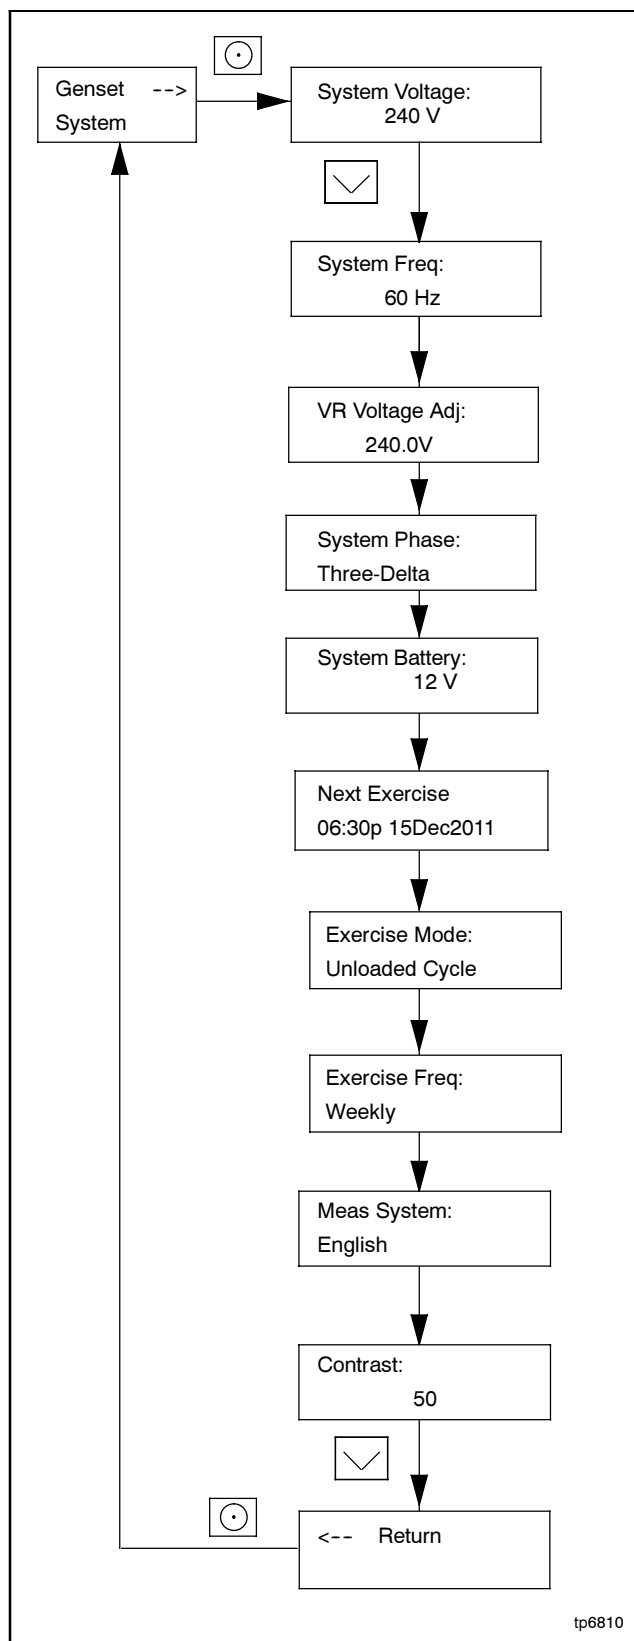 Genset -->
System
System Voltage:
240 V
System Freq:
60 Hz
VR Voltage Adj:
240.0V
System Phase:
Three-Delta
System Battery:
12 V
Next Exercise
06:30p 15Dec2011
Exercise Mode:
Unloaded Cycle
Exercise Freq:
Weekly
Meas System:
English
Contrast:
50
<-- Return
tp6810